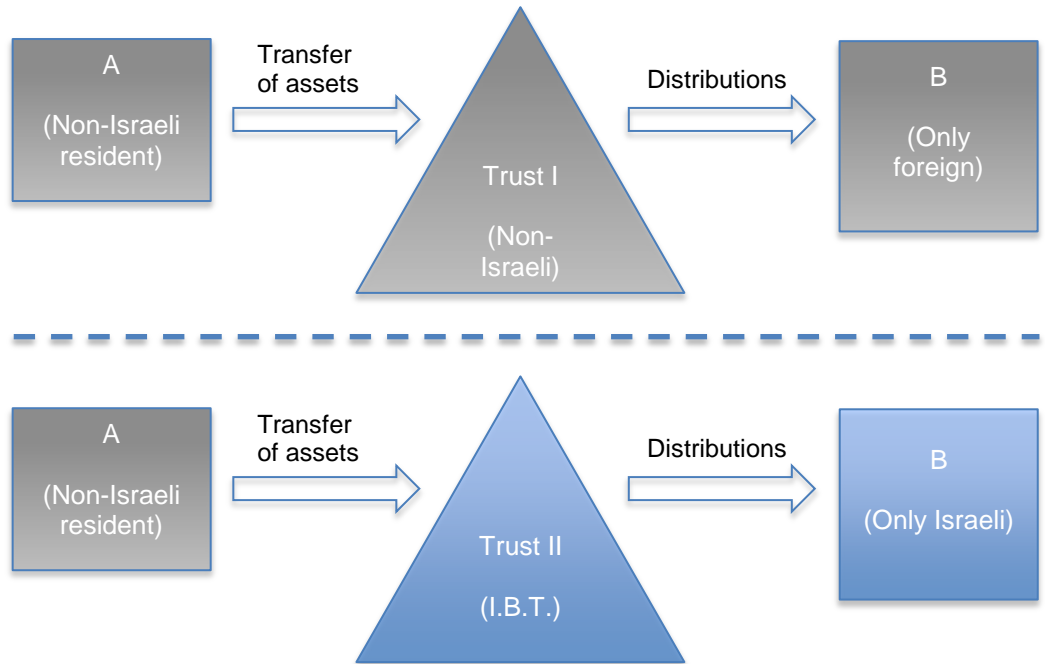 A
(Non-Israeli
resident)
Transfer
of assets
Trust I
(Non-
Israeli)
Distributions
B
(Only
foreign)
A
(Non-Israeli
resident)
Transfer
of assets
Trust II
(I.B.T.)
Distributions
B
(Only Israeli)